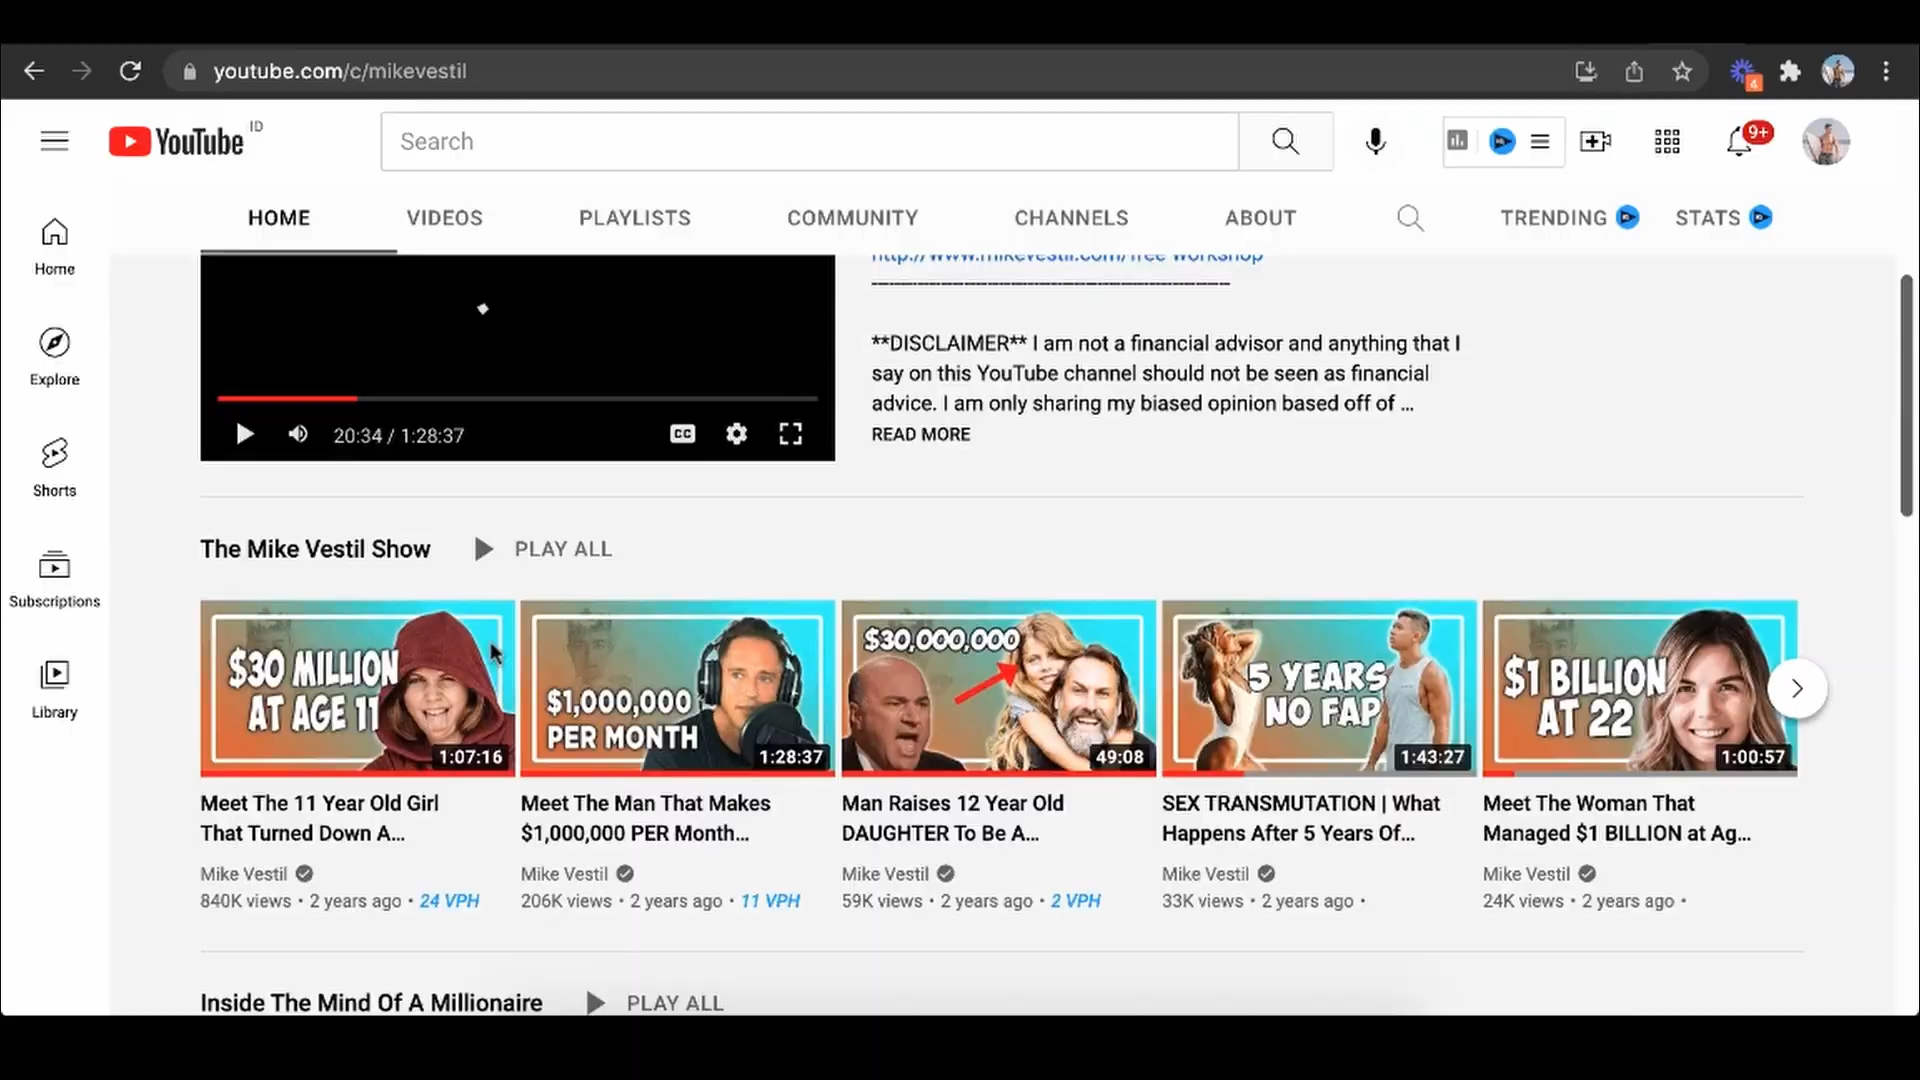 youtube.com/c/mikevestil
4
YouTube ID
Search
9+
HOME VIDEOS PLAYLISTS COMMUNITY CHANNELS ABOUT TRENDING STATS
Home
Explore
Shorts
Subscriptions
Library
http://www.mikevestil.com/free-workshop
**DISCLAIMER** I am not a financial advisor and anything that I
say on this YouTube channel should not be seen as financial
advice. I am only sharing my biased opinion based off of ...
READ MORE
20:34 / 1:28:37
CC
The Mike Vestil Show PLAY ALL
$30 MILLION
AT AGE 11
1:07:16
Meet The 11 Year Old Girl
That Turned Down A...
Mike Vestil
840K views • 2 years ago • 24 VPH
$1,000,000
PER MONTH
1:28:37
Meet The Man That Makes
$1,000,000 PER Month...
Mike Vestil
206K views • 2 years ago • 11 VPH
$30,000,000
49:08
Man Raises 12 Year Old
DAUGHTER To Be A...
Mike Vestil
59K views • 2 years ago • 2 VPH
5 YEARS
NO FAP
1:43:27
SEX TRANSMUTATION | What
Happens After 5 Years Of...
Mike Vestil
33K views • 2 years ago •
$1 BILLION
AT 22
1:00:57
Meet The Woman That
Managed $1 BILLION at Ag...
Mike Vestil
24K views • 2 years ago •
Inside The Mind Of A Millionaire PLAY ALL